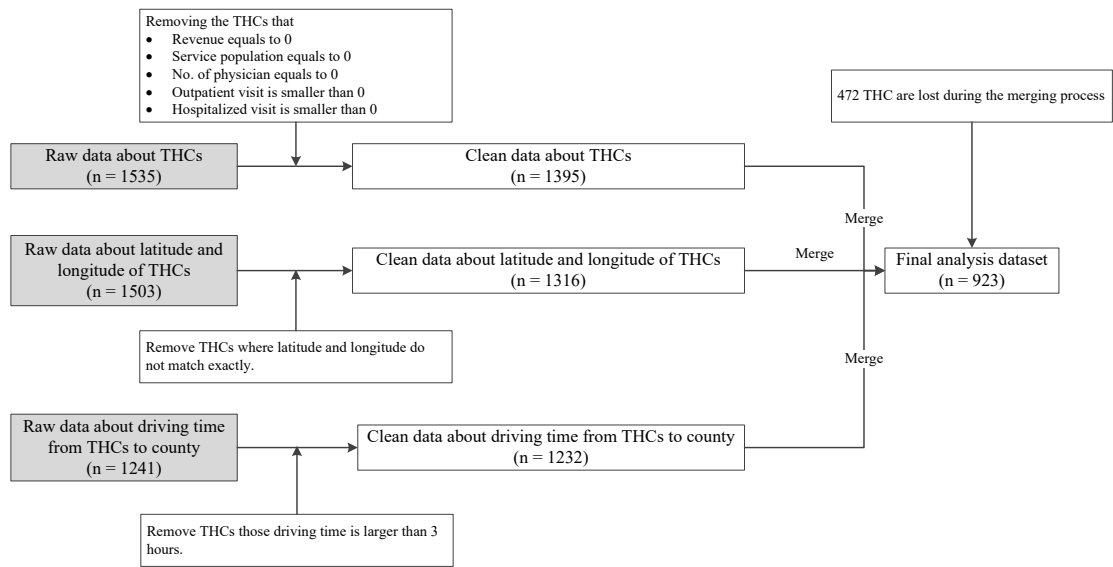 Removing the THCs that
• Revenue equals to 0
• Service population equals to 0
• No. of physician equals to 0
• Outpatient visit is smaller than 0
• Hospitalized visit is smaller than 0
472 THC are lost during the merging process
Raw data about THCs
(n = 1535)
Clean data about THCs
(n = 1395)
Merge
Raw data about latitude and
longitude of THCs
(n = 1503)
Clean data about latitude and longitude of THCs
(n = 1316)
Merge
Final analysis dataset
(n = 923)
Remove THCs where latitude and longitude do
not match exactly.
Merge
Raw data about driving time
from THCs to county
(n = 1241)
Clean data about driving time from THCs to county
(n = 1232)
Remove THCs those driving time is larger than 3
hours.